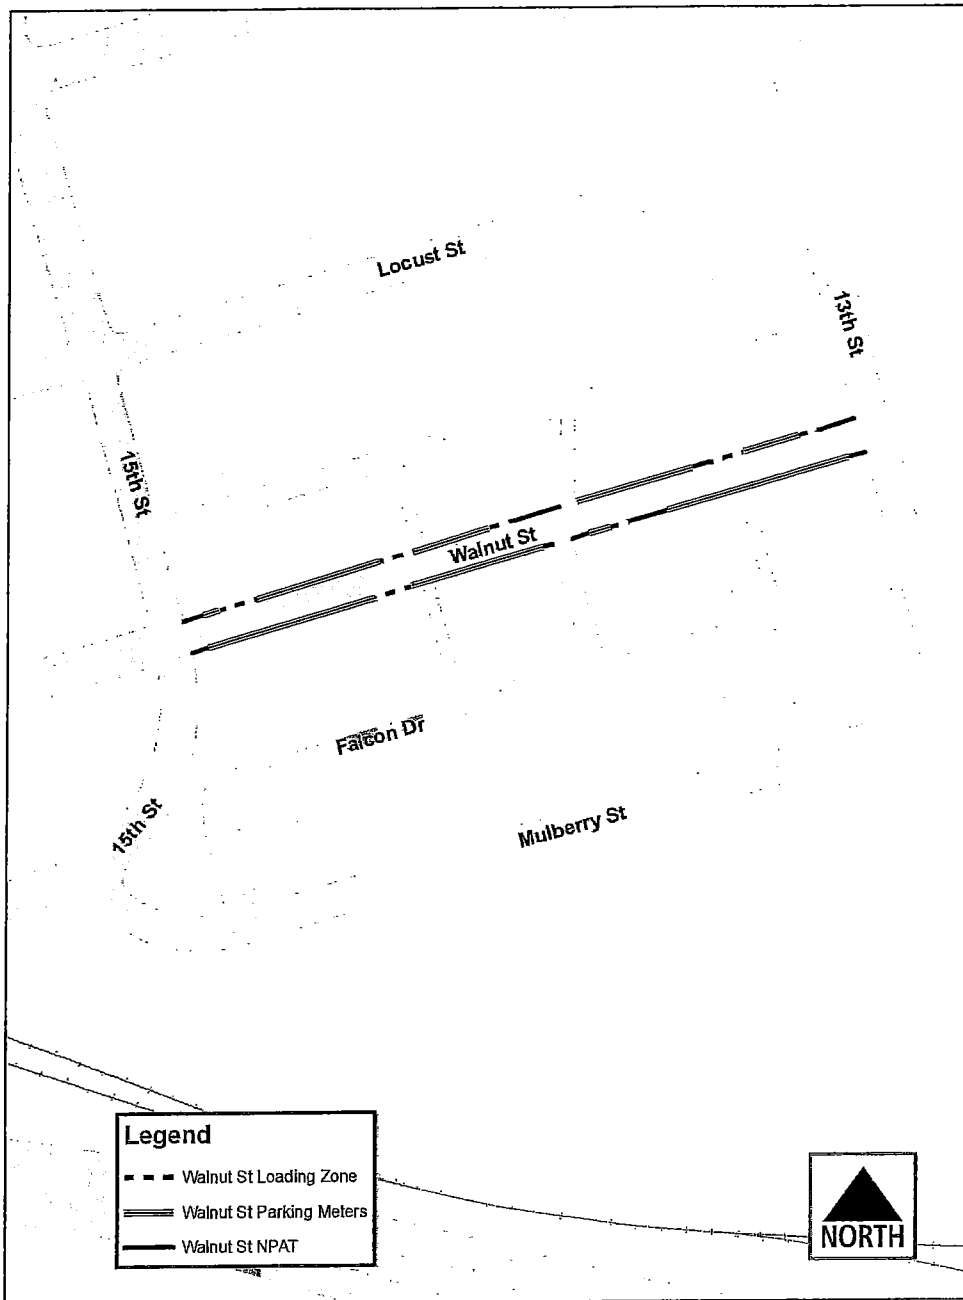 Locust St
13th St
15th St
Walnut St
Falcon Dr
15th St
Mulberry St
Legend
Walnut St Loading Zone
Walnut St Parking Meters
Walnut St NPAT
NORTH